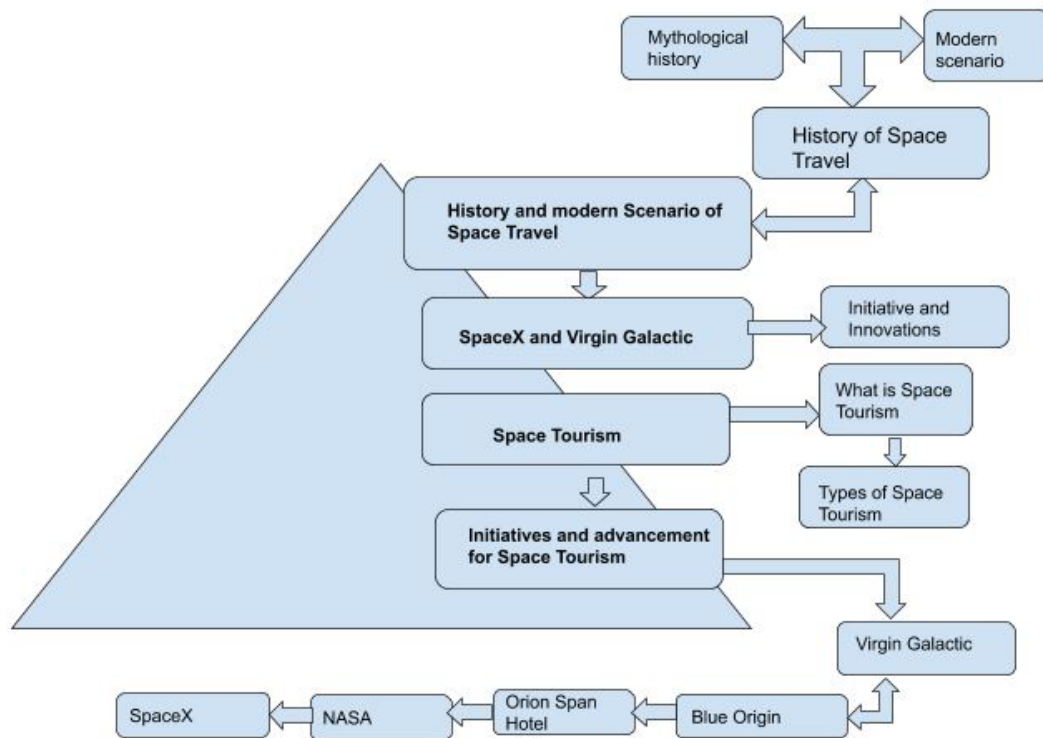 Mythological
history
Modern
scenario
History of Space
Travel
History and modern Scenario of
Space Travel
SpaceX and Virgin Galactic
Initiative and
Innovations
Space Tourism
What is Space
Tourism
Types of Space
Tourism
Initiatives and advancement
for Space Tourism
Virgin Galactic
SpaceX
NASA
Orion Span
Hotel
Blue Origin